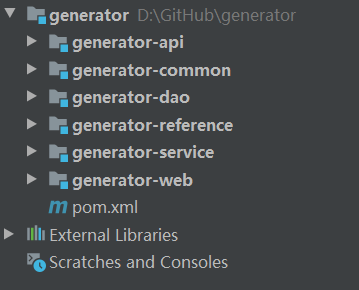 generator D:\GitHub\generator
generator-api
generator-common
generator-dao
generator-reference
generator-service
generator-web
m pom.xml
External Libraries
Scratches and Consoles